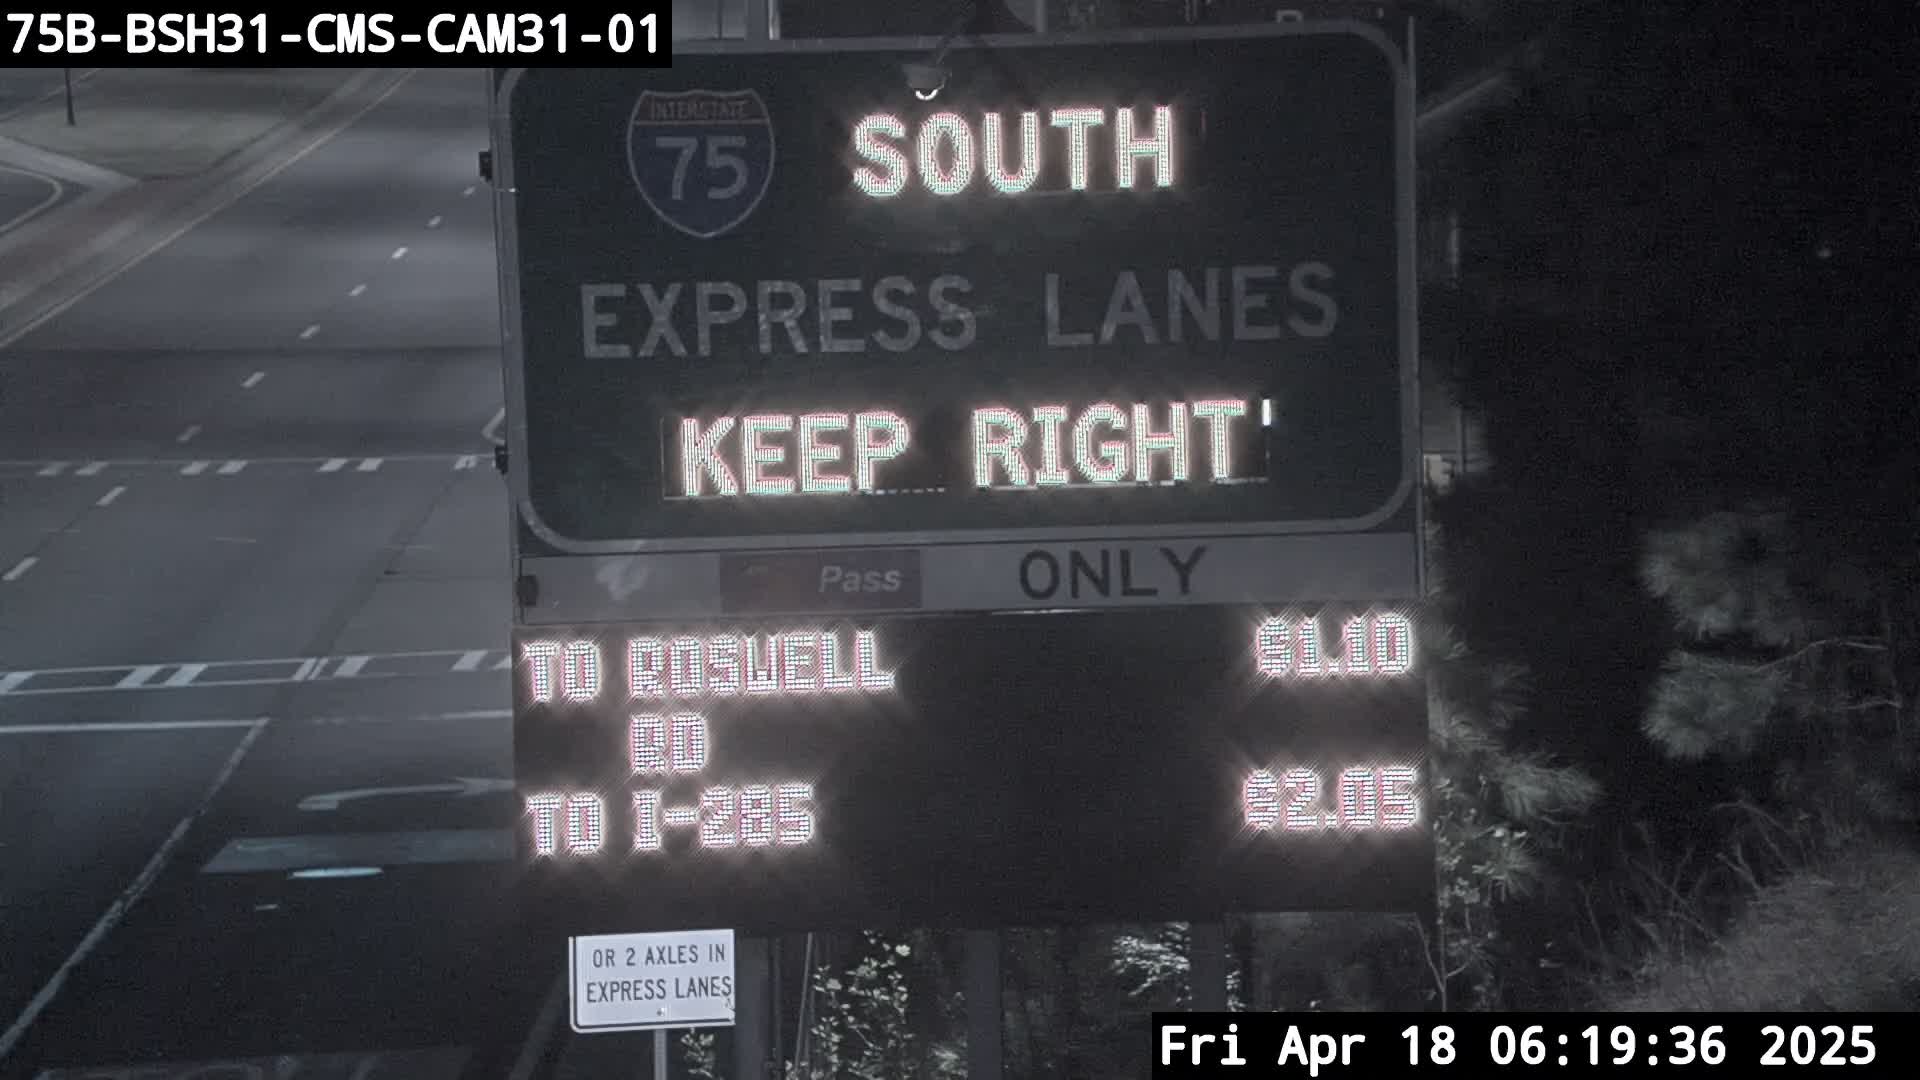 75B-BSH31-CMS-CAM31-01
INTERSTATE
75
SOUTH
EXPRESS LANES
KEEP RIGHT
Pass ONLY
TO ROSWELL $1.10
RD
TO I-285 $2.05
OR 2 AXLES IN
EXPRESS LANES
Fri Apr 18 06:19:36 2025